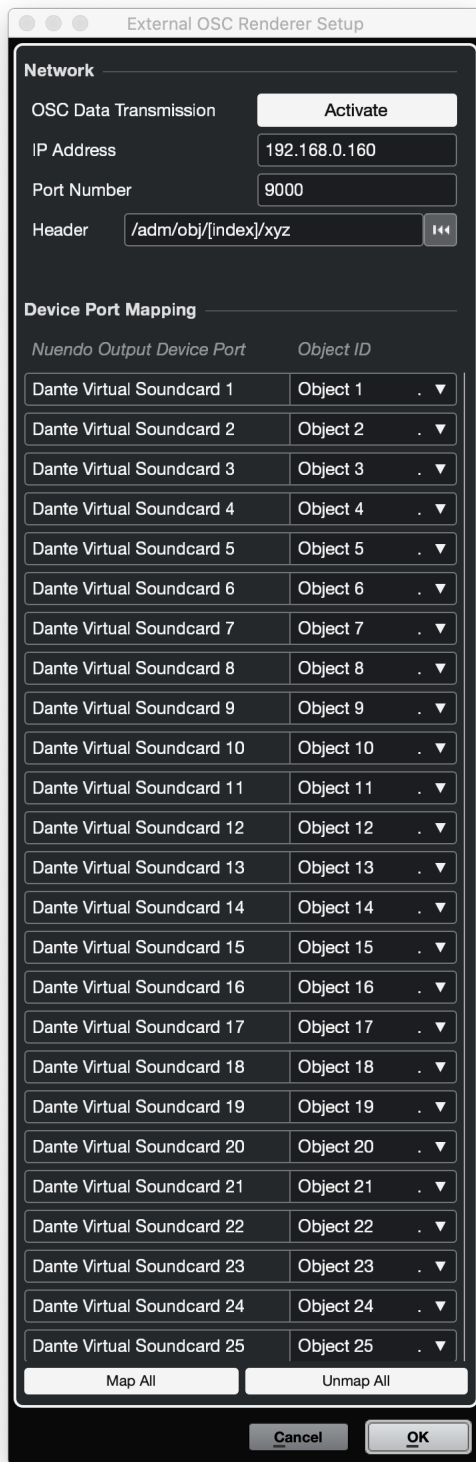 External OSC Renderer Setup
Network
OSC Data Transmission Activate
IP Address 192.168.0.160
Port Number 9000
Header /adm/obj/[index]/xyz
Device Port Mapping
Nuendo Output Device Port Object ID
Dante Virtual Soundcard 1 Object 1 .
Dante Virtual Soundcard 2 Object 2 .
Dante Virtual Soundcard 3 Object 3 .
Dante Virtual Soundcard 4 Object 4 .
Dante Virtual Soundcard 5 Object 5 .
Dante Virtual Soundcard 6 Object 6 .
Dante Virtual Soundcard 7 Object 7 .
Dante Virtual Soundcard 8 Object 8 .
Dante Virtual Soundcard 9 Object 9 .
Dante Virtual Soundcard 10 Object 10 .
Dante Virtual Soundcard 11 Object 11 .
Dante Virtual Soundcard 12 Object 12 .
Dante Virtual Soundcard 13 Object 13 .
Dante Virtual Soundcard 14 Object 14 .
Dante Virtual Soundcard 15 Object 15 .
Dante Virtual Soundcard 16 Object 16 .
Dante Virtual Soundcard 17 Object 17 .
Dante Virtual Soundcard 18 Object 18 .
Dante Virtual Soundcard 19 Object 19 .
Dante Virtual Soundcard 20 Object 20 .
Dante Virtual Soundcard 21 Object 21 .
Dante Virtual Soundcard 22 Object 22 .
Dante Virtual Soundcard 23 Object 23 .
Dante Virtual Soundcard 24 Object 24 .
Dante Virtual Soundcard 25 Object 25 .
Map All Unmap All
Cancel OK